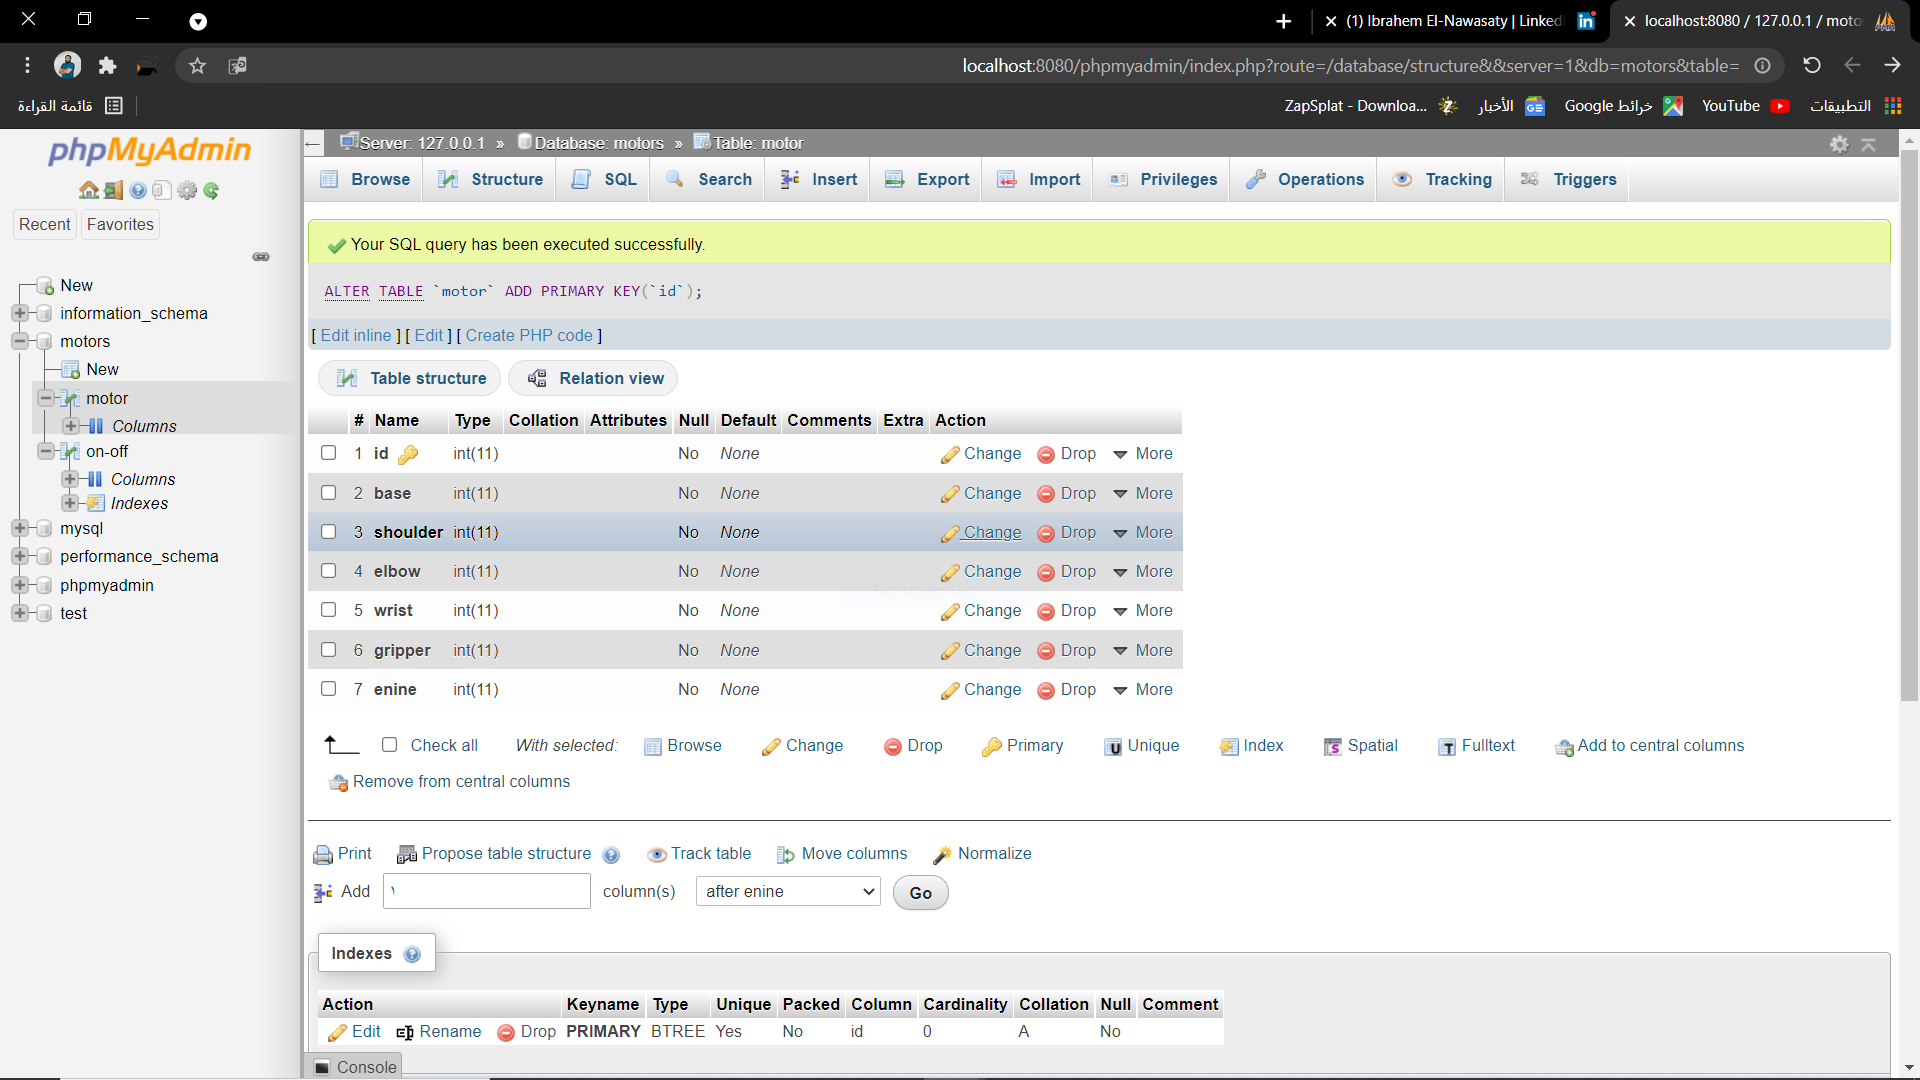 (1) Ibrahem El-Nawasaty | Linked
localhost:8080 / 127.0.0.1 / moto
localhost:8080/phpmyadmin/index.php?route=/database/structure&&server=1&db=motors&table=
قائمة القراءة
ZapSplat - Downloa...
الأخبار
خرائط Google
YouTube
التطبيقات
phpMyAdmin
Recent
Favorites
New
information_schema
motors
New
motor
Columns
on-off
Columns
Indexes
mysql
performance_schema
phpmyadmin
test
Server: 127.0.0.1 » Database: motors » Table: motor
Browse Structure SQL Search Insert Export Import Privileges Operations Tracking Triggers
Your SQL query has been executed successfully.
ALTER TABLE `motor` ADD PRIMARY KEY(`id`);
[ Edit inline ] [ Edit ] [ Create PHP code ]
Table structure Relation view
# Name Type Collation Attributes Null Default Comments Extra Action
1 id int(11) No None Change Drop More
2 base int(11) No None Change Drop More
3 shoulder int(11) No None Change Drop More
4 elbow int(11) No None Change Drop More
5 wrist int(11) No None Change Drop More
6 gripper int(11) No None Change Drop More
7 enine int(11) No None Change Drop More
Check all With selected: Browse Change Drop Primary Unique Index Spatial Fulltext Add to central columns
Remove from central columns
Print Propose table structure Track table Move columns Normalize
Add ١ column(s) after enine Go
Indexes
Action Keyname Type Unique Packed Column Cardinality Collation Null Comment
Edit Rename Drop PRIMARY BTREE Yes No id 0 A No
Console